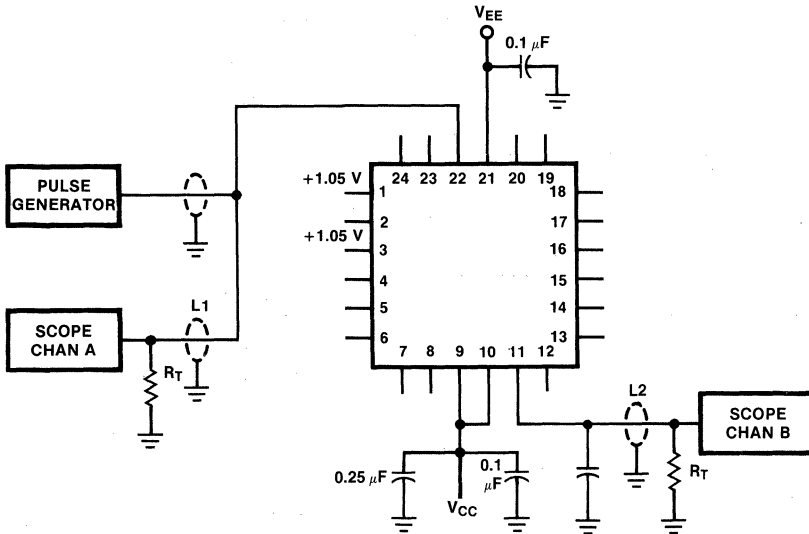 VEE
0.1 μF
PULSE
GENERATOR
24 23 22 21 20 19
+1.05 V
1
18
2
17
+1.05 V
3
16
4
15
5
14
6
13
7 8 9 10 11 12
L1
SCOPE
CHAN A
RT
L2
SCOPE
CHAN B
RT
0.25 μF
0.1
μF
VCC